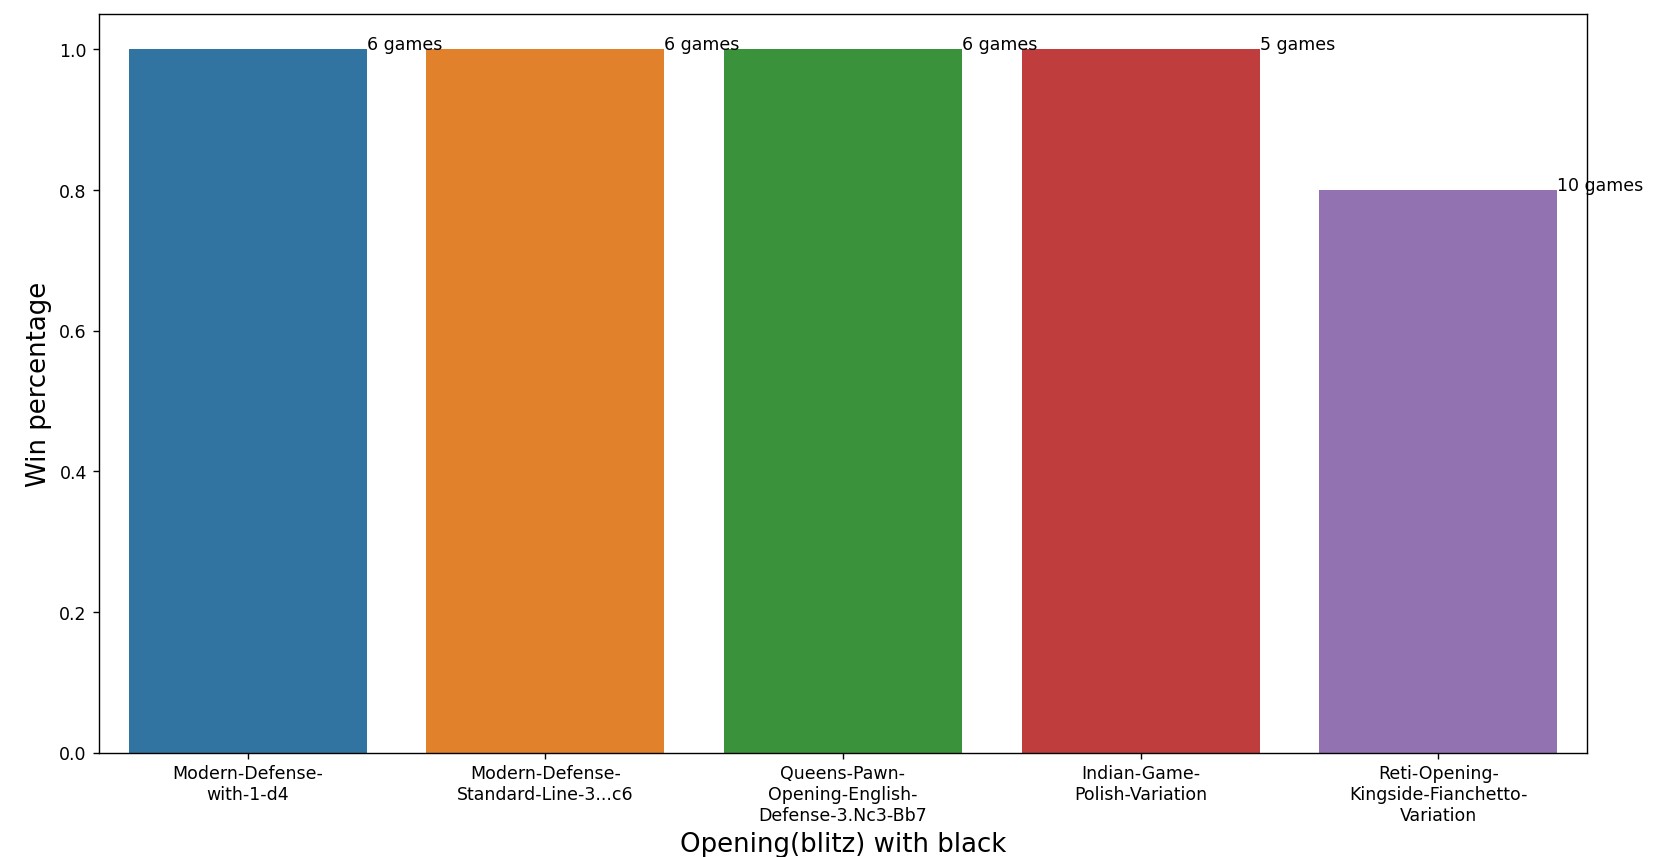 6 games
6 games
6 games
5 games
1.0
10 games
0.8
0.6
0.4
0.2
0.0
Win percentage
Modern-Defense-
with-1-d4
Modern-Defense-
Standard-Line-3...c6
Queens-Pawn-
Opening-English-
Defense-3.Nc3-Bb7
Indian-Game-
Polish-Variation
Reti-Opening-
Kingside-Fianchetto-
Variation
Opening(blitz) with black